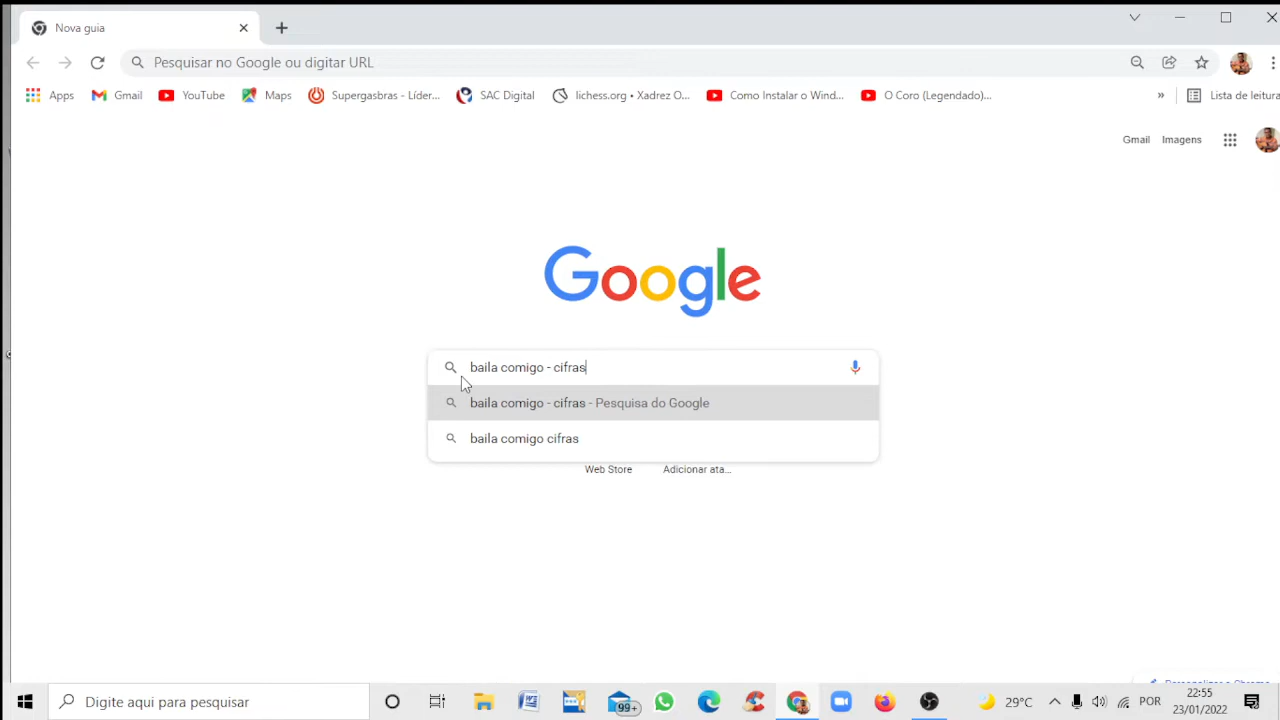 Nova guia
Pesquisar no Google ou digitar URL
Apps Gmail YouTube Maps Supergasbras - Líder... SAC Digital lichess.org • Xadrez O... Como Instalar o Wind... O Coro (Legendado)... » Lista de leitura
Gmail Imagens
Google
baila comigo - cifras
baila comigo - cifras - Pesquisa do Google
baila comigo cifras
Web Store Adicionar ata...
Digite aqui para pesquisar 99+ 29°C POR 22:55
23/01/2022